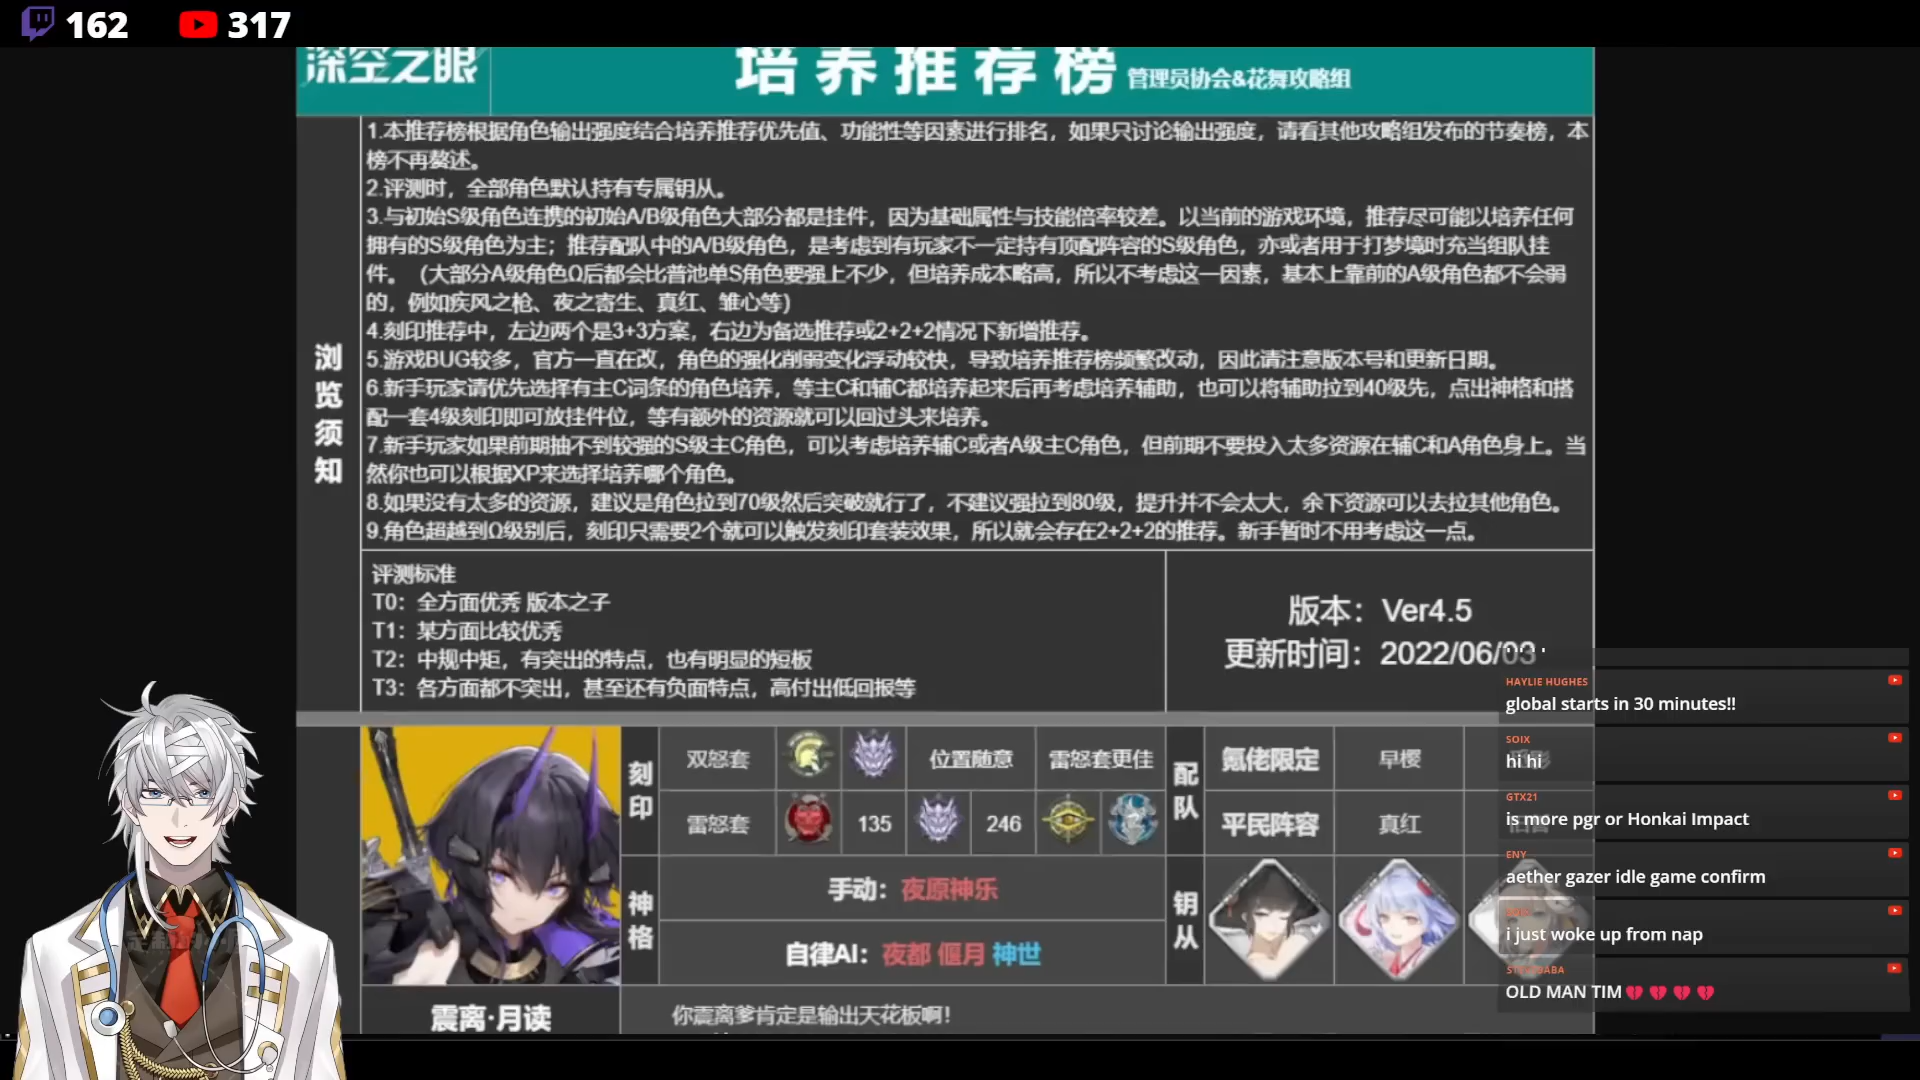 162 317
深空之眼
培养推荐榜 管理员协会&花舞攻略组
浏览须知
1.本推荐榜根据角色输出强度结合培养推荐优先值、功能性等因素进行排名，如果只讨论输出强度，请看其他攻略组发布的节奏榜，本
榜不再赘述。
2.评测时，全部角色默认持有专属钥从。
3.与初始S级角色连携的初始A/B级角色大部分都是挂件，因为基础属性与技能倍率较差。以当前的游戏环境，推荐尽可能以培养任何
拥有的S级角色为主；推荐配队中的A/B级角色，是考虑到有玩家不一定持有顶配阵容的S级角色，亦或者用于打梦境时充当组队挂
件。（大部分A级角色Ω后都会比普池单S角色要强上不少，但培养成本略高，所以不考虑这一因素，基本上靠前的A级角色都不会弱
的，例如疾风之枪、夜之寄生、真红、雏心等）
4.刻印推荐中，左边两个是3+3方案，右边为备选推荐或2+2+2情况下新增推荐。
5.游戏BUG较多，官方一直在改，角色的强化削弱变化浮动较快，导致培养推荐榜频繁改动，因此请注意版本号和更新日期。
6.新手玩家请优先选择有主C词条的角色培养，等主C和辅C都培养起来后再考虑培养辅助，也可以将辅助拉到40级先，点出神格和搭
配一套4级刻印即可放挂件位，等有额外的资源就可以回过头来培养。
7.新手玩家如果前期抽不到较强的S级主C角色，可以考虑培养辅C或者A级主C角色，但前期不要投入太多资源在辅C和A角色身上。当
然你也可以根据XP来选择培养哪个角色。
8.如果没有太多的资源，建议是角色拉到70级然后突破就行了，不建议强拉到80级，提升并不会太大，余下资源可以去拉其他角色。
9.角色超越到Ω级别后，刻印只需要2个就可以触发刻印套装效果，所以就会存在2+2+2的推荐。新手暂时不用考虑这一点。
评测标准
T0：全方面优秀 版本之子
T1：某方面比较优秀
T2：中规中矩，有突出的特点，也有明显的短板
T3：各方面都不突出，甚至还有负面特点，高付出低回报等
版本：Ver4.5
更新时间：2022/06/03
刻印
双怒套 位置随意 雷怒套更佳
雷怒套 135 246
配队
氪佬限定 早樱
平民阵容 真红
神格
手动：夜原神乐
自律AI：夜都 偃月 神世
钥从
震离·月读
你震离爹肯定是输出天花板啊！
HAYLIE HUGHES
global starts in 30 minutes!!
SOIX
hi hi
GTX21
is more pgr or Honkai Impact
ENY
aether gazer idle game confirm
i just woke up from nap
OLD MAN TIM